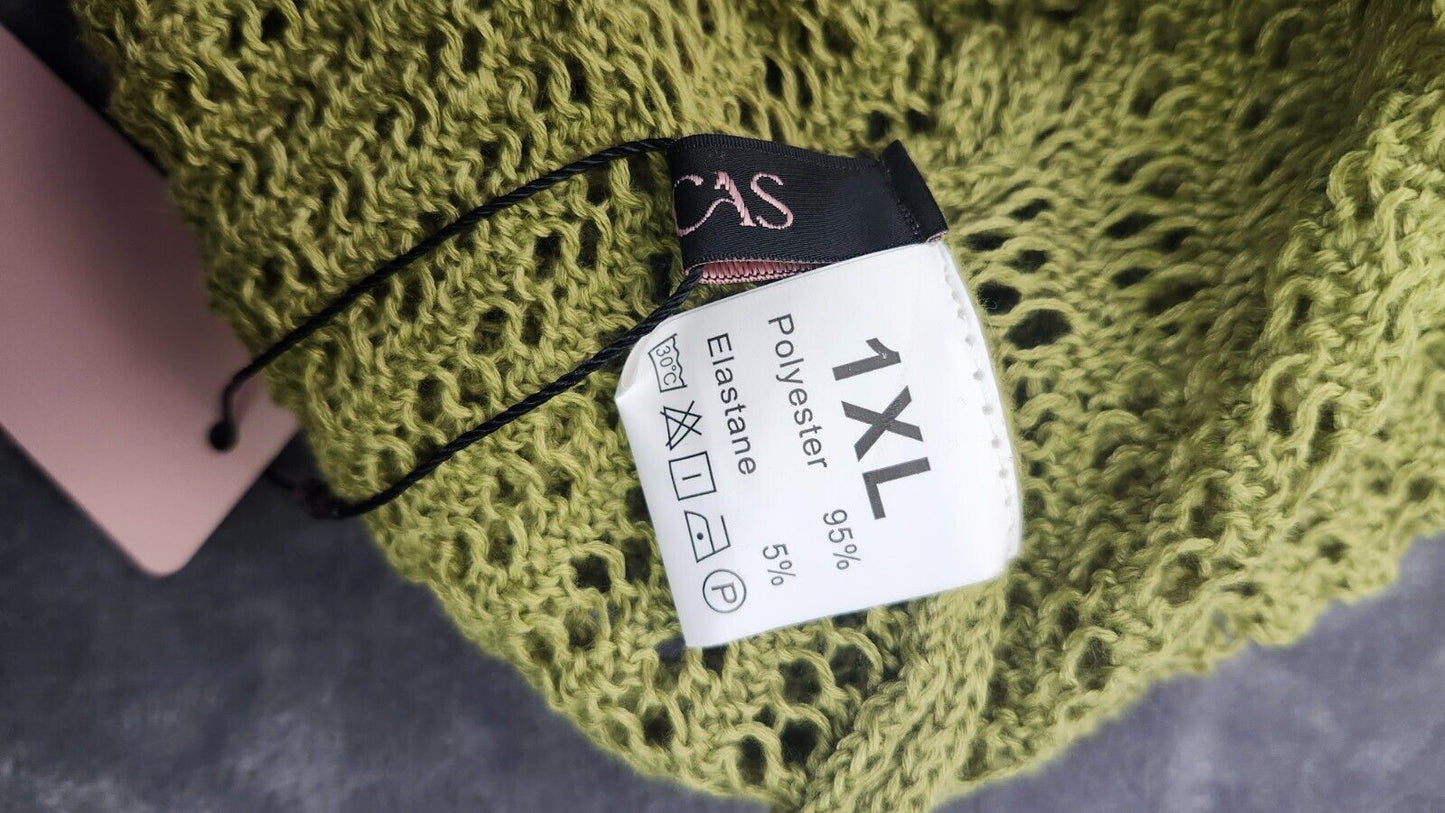 CAS
1XL
Polyester 95%
Elastane 5%
30°C
P